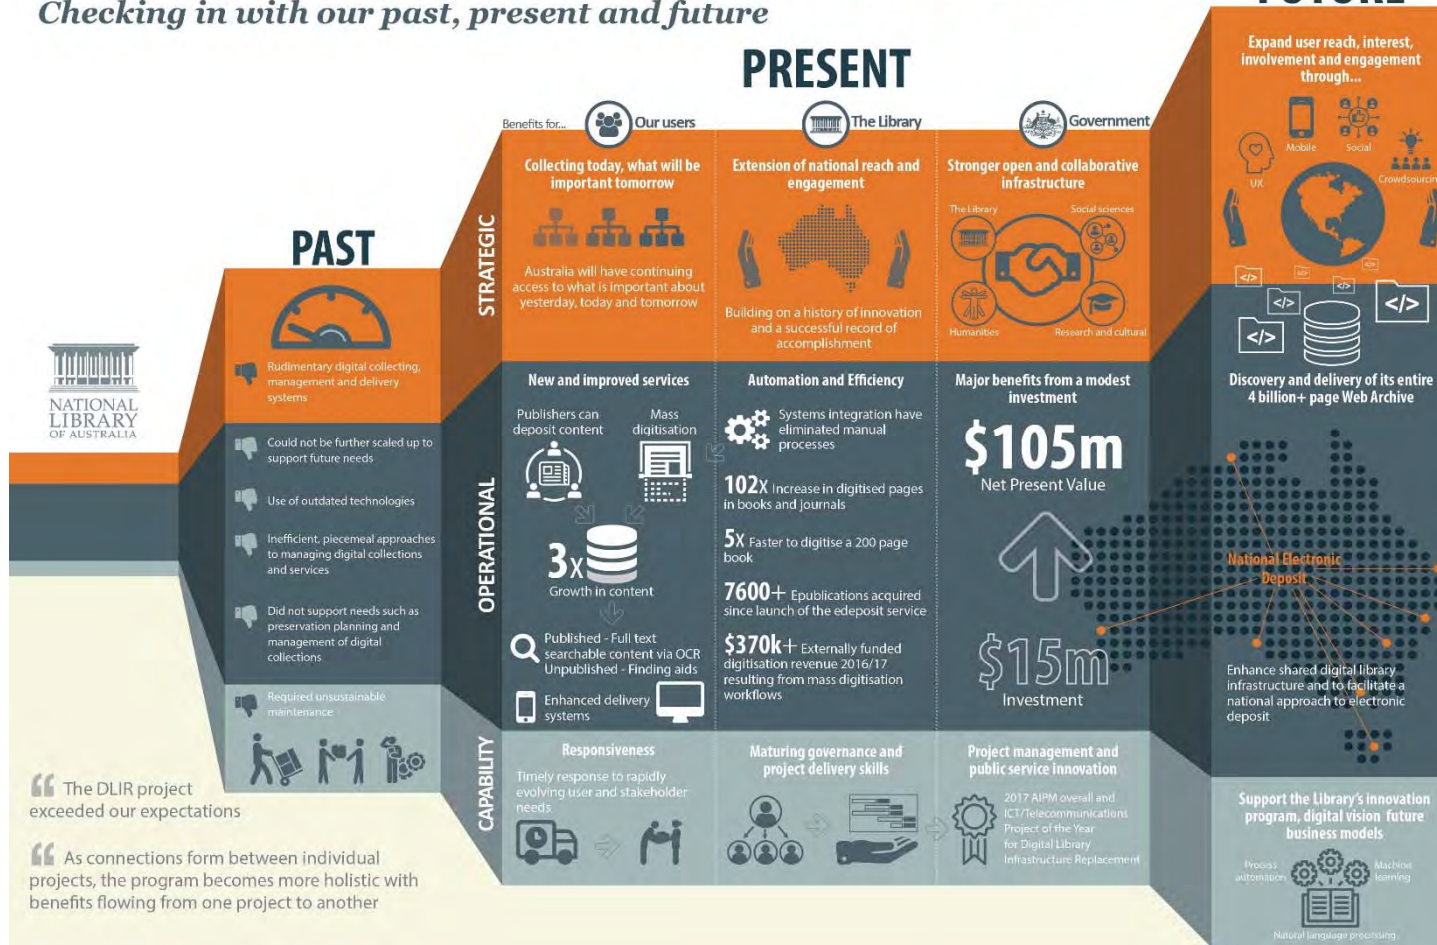 Checking in with our past, present and future
NATIONAL
LIBRARY
OF AUSTRALIA
The DLIR project
exceeded our expectations
As connections form between individual
projects, the program becomes more holistic with
benefits flowing from one project to another
PAST
Rudimentary digital collecting,
management and delivery
systems
Could not be further scaled up to
support future needs
Use of outdated technologies
Inefficient, piecemeal approaches
to managing digital collections
and services
Did not support needs such as
preservation planning and
management of digital
collections
Required unsustainable
maintenance
PRESENT
Benefits for...
Our users
The Library
Government
STRATEGIC
Collecting today, what will be
important tomorrow
Australia will have continuing
access to what is important about
yesterday, today and tomorrow
Extension of national reach and
engagement
Building on a history of innovation
and a successful record of
accomplishment
Stronger open and collaborative
infrastructure
The Library
Social sciences
Humanities
Research and cultural
OPERATIONAL
New and improved services
Publishers can
deposit content
Mass
digitisation
3x
Growth in content
Published - Full text
searchable content via OCR
Unpublished - Finding aids
Enhanced delivery
systems
Automation and Efficiency
Systems integration have
eliminated manual
processes
102x Increase in digitised pages
in books and journals
5x Faster to digitise a 200 page
book
7600+ Epublications acquired
since launch of the edeposit service
$370k+ Externally funded
digitisation revenue 2016/17
resulting from mass digitisation
workflows
Major benefits from a modest
investment
$105m
Net Present Value
$15m
Investment
CAPABILITY
Responsiveness
Timely response to rapidly
evolving user and stakeholder
needs
Maturing governance and
project delivery skills
Project management and
public service innovation
2017 AIPM overall and
ICT/Telecommunications
Project of the Year
for Digital Library
Infrastructure Replacement
FUTURE
Expand user reach, interest,
involvement and engagement
through...
Mobile
Social
UX
Crowdsourcin
</>
</>
</>
</>
</>
</>
</>
Discovery and delivery of its entire
4 billion+ page Web Archive
National Electronic
Deposit
Enhance shared digital library
infrastructure and to facilitate a
national approach to electronic
deposit
Support the Library's innovation
program, digital vision future
business models
Process
automation
Machine
learning
Natural language processing